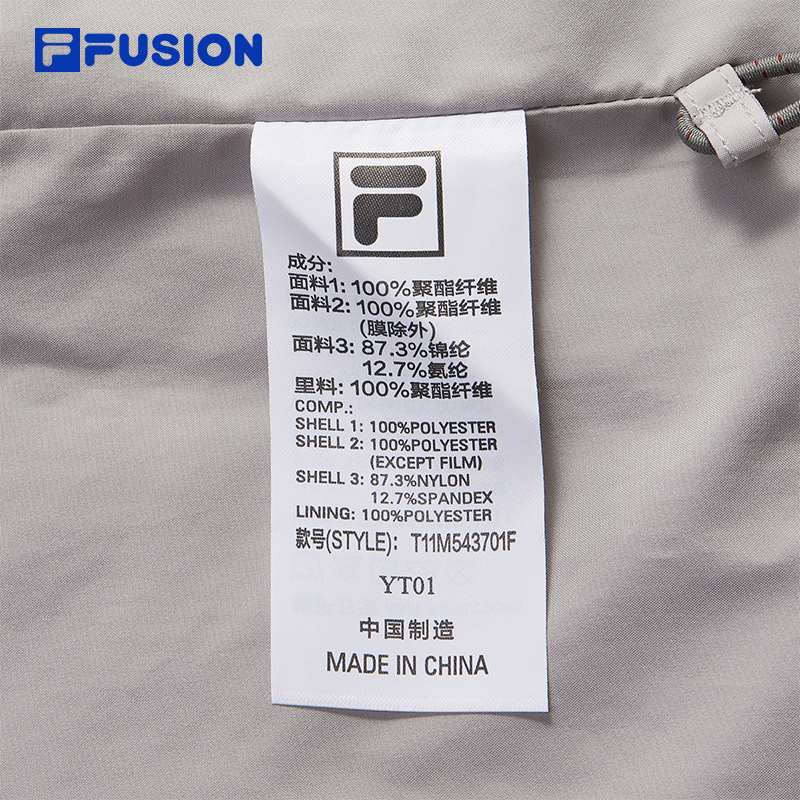 FUSION
成分:
面料1: 100%聚酯纤维
面料2: 100%聚酯纤维
(膜除外)
面料3: 87.3%锦纶
12.7%氨纶
里料: 100%聚酯纤维
COMP.:
SHELL 1: 100%POLYESTER
SHELL 2: 100%POLYESTER
(EXCEPT FILM)
SHELL 3: 87.3%NYLON
12.7%SPANDEX
LINING: 100%POLYESTER
款号(STYLE): T11M543701F
YT01
中国制造
MADE IN CHINA